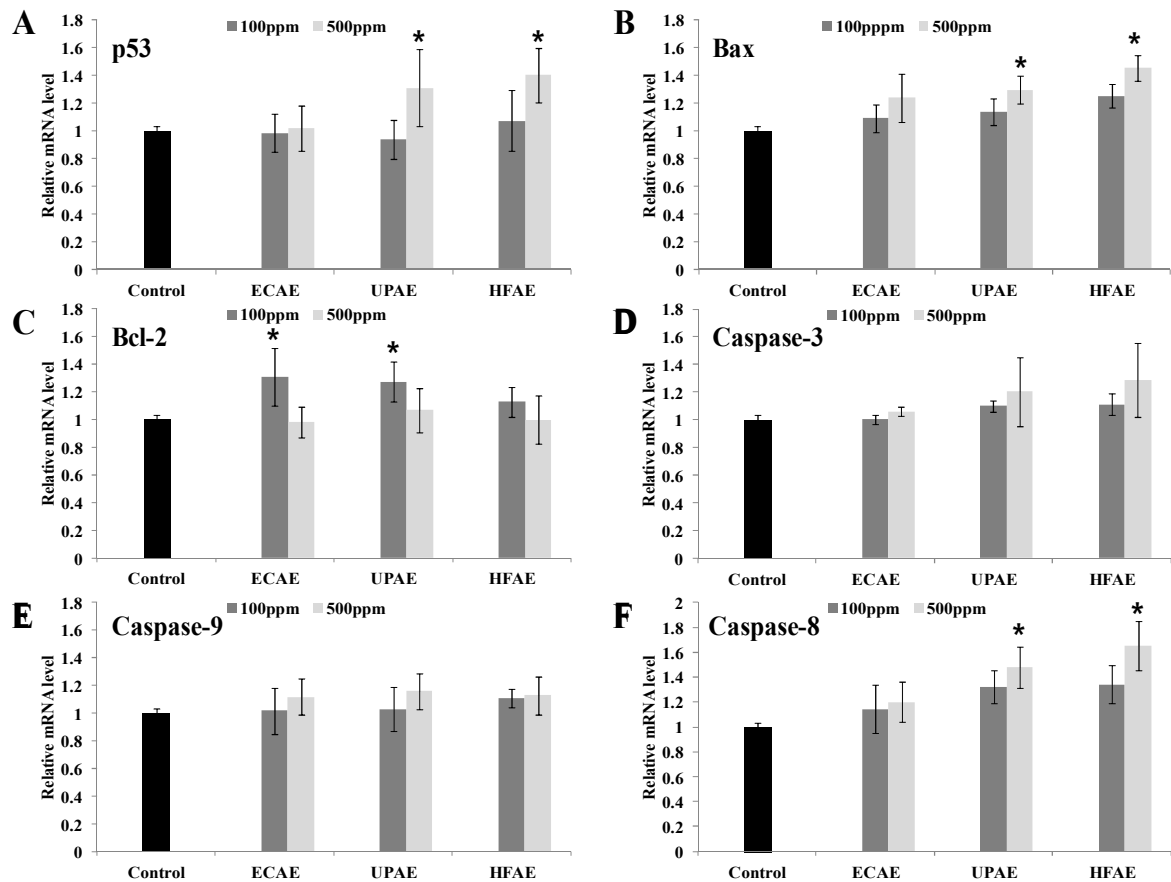 A
p53
100ppm 500ppm
* *
Relative mRNA level
1.8
1.6
1.4
1.2
1
0.8
0.6
0.4
0.2
0
Control ECAE UPAE HFAE
B
Bax
100pppm 500ppm
* *
Relative mRNA level
1.8
1.6
1.4
1.2
1
0.8
0.6
0.4
0.2
0
Control ECAE UPAE HFAE
C
Bcl-2
100ppm 500ppm
* *
Relative mRNA level
1.8
1.6
1.4
1.2
1
0.8
0.6
0.4
0.2
0
Control ECAE UPAE HFAE
D
Caspase-3
100ppm 500ppm
Relative mRNA level
1.8
1.6
1.4
1.2
1
0.8
0.6
0.4
0.2
0
Control ECAE UPAE HFAE
E
Caspase-9
100ppm 500ppm
Relative mRNA level
1.8
1.6
1.4
1.2
1
0.8
0.6
0.4
0.2
0
Control ECAE UPAE HFAE
F
Caspase-8
100ppm 500ppm
* *
Relative mRNA level
2
1.8
1.6
1.4
1.2
1
0.8
0.6
0.4
0.2
0
Control ECAE UPAE HFAE